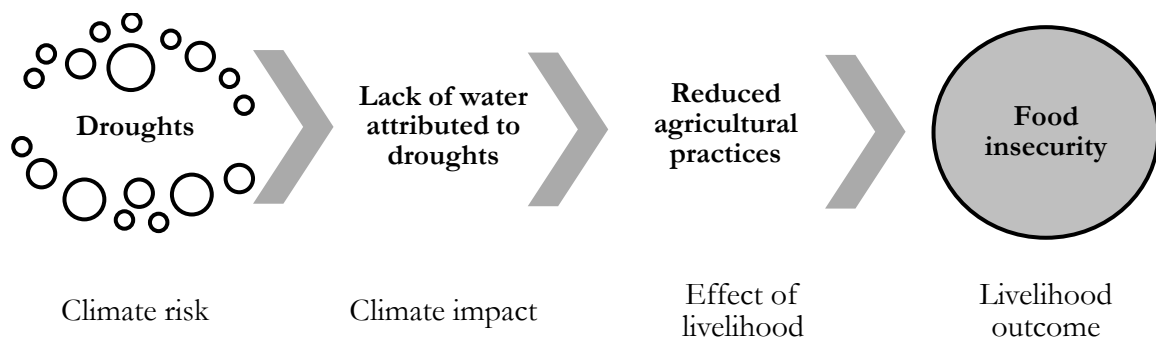 Droughts
Lack of water
attributed to
droughts
Reduced
agricultural
practices
Food
insecurity
Climate risk
Climate impact
Effect of
livelihood
Livelihood
outcome